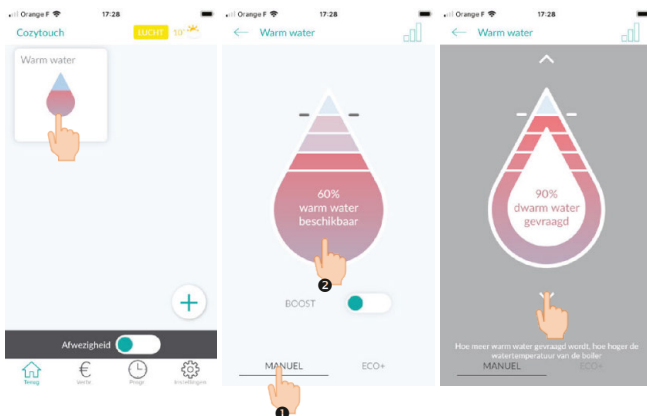 Orange F 17:28
Cozytouch
LUCHT 10°
Warm water
Afwezigheid
Terug
Instellingen
Orange F 17:28
Warm water
60%
warm water
beschikbaar
2
BOOST
MANUEL ECO+
1
Orange F 17:28
Warm water
90%
dwarm water
gevraagd
Hoe meer warm water gevraagd wordt, hoe hoger de
watertemperatuur van de boiler
MANUEL ECO+